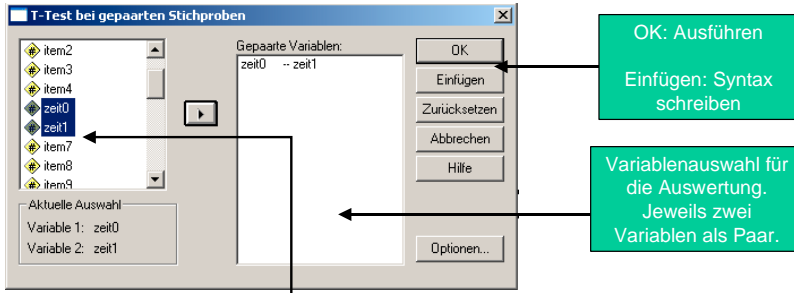 T-Test bei gepaarten Stichproben
item2
item3
item4
zeit0
zeit1
item7
item8
item9
Aktuelle Auswahl
Variable 1: zeit0
Variable 2: zeit1
Gepaarte Variablen:
zeit0 -- zeit1
OK
Einfügen
Zurücksetzen
Abbrechen
Hilfe
Optionen...
OK: Ausführen
Einfügen: Syntax
schreiben
Variablenauswahl für
die Auswertung.
Jeweils zwei
Variablen als Paar.